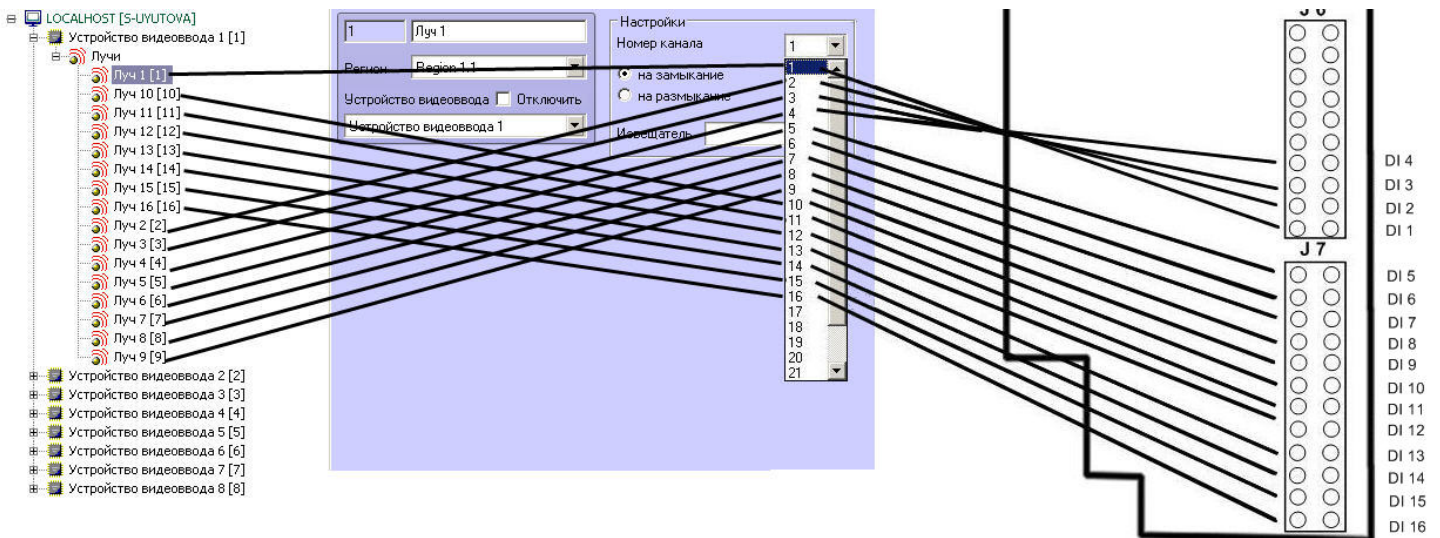 LOCALHOST [S-UYUTOVA]
Устройство видеоввода 1 [1]
Лучи
Луч 1 [1]
Луч 10 [10]
Луч 11 [11]
Луч 12 [12]
Луч 13 [13]
Луч 14 [14]
Луч 15 [15]
Луч 16 [16]
Луч 2 [2]
Луч 3 [3]
Луч 4 [4]
Луч 5 [5]
Луч 6 [6]
Луч 7 [7]
Луч 8 [8]
Луч 9 [9]
Устройство видеоввода 2 [2]
Устройство видеоввода 3 [3]
Устройство видеоввода 4 [4]
Устройство видеоввода 5 [5]
Устройство видеоввода 6 [6]
Устройство видеоввода 7 [7]
Устройство видеоввода 8 [8]
1 Луч 1
Регион Region 1.1
Устройство видеоввода Отключить
Устройство видеоввода 1
Настройки
Номер канала 1
на замыкание
на размыкание
Извещатель
1
2
3
4
5
6
7
8
9
10
11
12
13
14
15
16
17
18
19
20
21
J 6
DI 4
DI 3
DI 2
DI 1
J 7
DI 5
DI 6
DI 7
DI 8
DI 9
DI 10
DI 11
DI 12
DI 13
DI 14
DI 15
DI 16